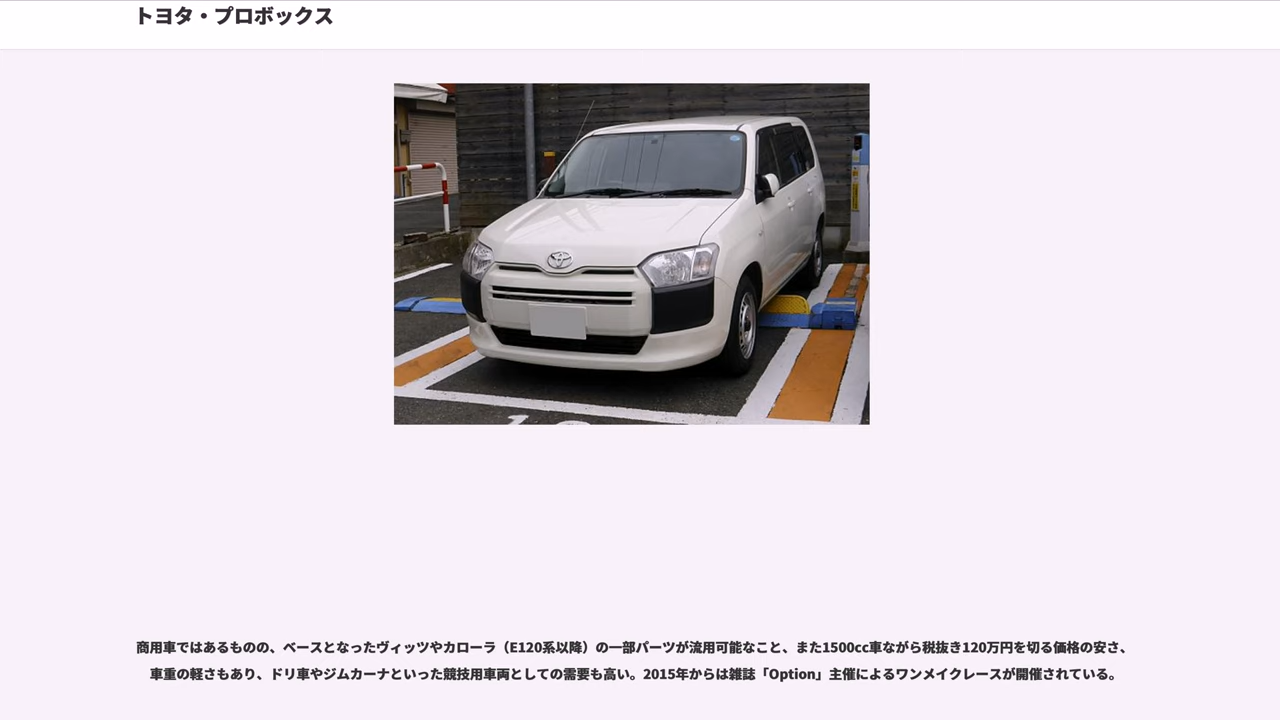 トヨタ・プロボックス
商用車ではあるものの、ベースとなったヴィッツやカローラ（E120系以降）の一部パーツが流用可能なこと、また1500cc車ながら税抜き120万円を切る価格の安さ、
車重の軽さもあり、ドリ車やジムカーナといった競技用車両としての需要も高い。2015年からは雑誌「Option」主催によるワンメイクレースが開催されている。